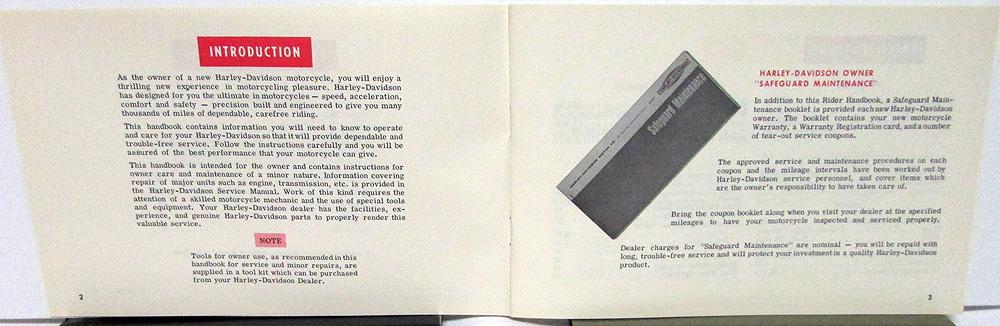 INTRODUCTION
As the owner of a new Harley-Davidson motorcycle, you will enjoy a
thrilling new experience in motorcycling pleasure. Harley-Davidson
has designed for you the ultimate in motorcycles — speed, acceleration,
comfort and safety — precision built and engineered to give you many
thousands of miles of dependable, carefree riding.
This handbook contains information you will need to know to operate
and care for your Harley-Davidson so that it will provide dependable and
trouble-free service. Follow the instructions carefully and you will be
assured of the best performance that your motorcycle can give.
This handbook is intended for the owner and contains instructions for
owner care and maintenance of a minor nature. Information covering
repair of major units such as engine, transmission, etc. is provided in
the Harley-Davidson Service Manual. Work of this kind requires the
attention of a skilled motorcycle mechanic and the use of special tools
and equipment. Your Harley-Davidson dealer has the facilities, ex-
perience, and genuine Harley-Davidson parts to properly render this
valuable service.
NOTE
Tools for owner use, as recommended in this
handbook for service and minor repairs, are
supplied in a tool kit which can be purchased
from your Harley-Davidson Dealer.
2
Safeguard Maintenance
HARLEY-DAVIDSON OWNER
"SAFEGUARD MAINTENANCE"
In addition to this Rider Handbook, a Safeguard Main-
tenance booklet is provided each new Harley-Davidson
owner. The booklet contains your new motorcycle
Warranty, a Warranty Registration card, and a number
of tear-out service coupons.
The approved service and maintenance procedures on each
coupon and the mileage intervals have been worked out by
Harley-Davidson service personnel, and cover items which
are the owner's responsibility to have taken care of.
Bring the coupon booklet along when you visit your dealer at the specified
mileages to have your motorcycle inspected and serviced properly.
Dealer charges for "Safeguard Maintenance" are nominal — you will be repaid with
long, trouble-free service and will protect your investment in a quality Harley-Davidson
product.
3